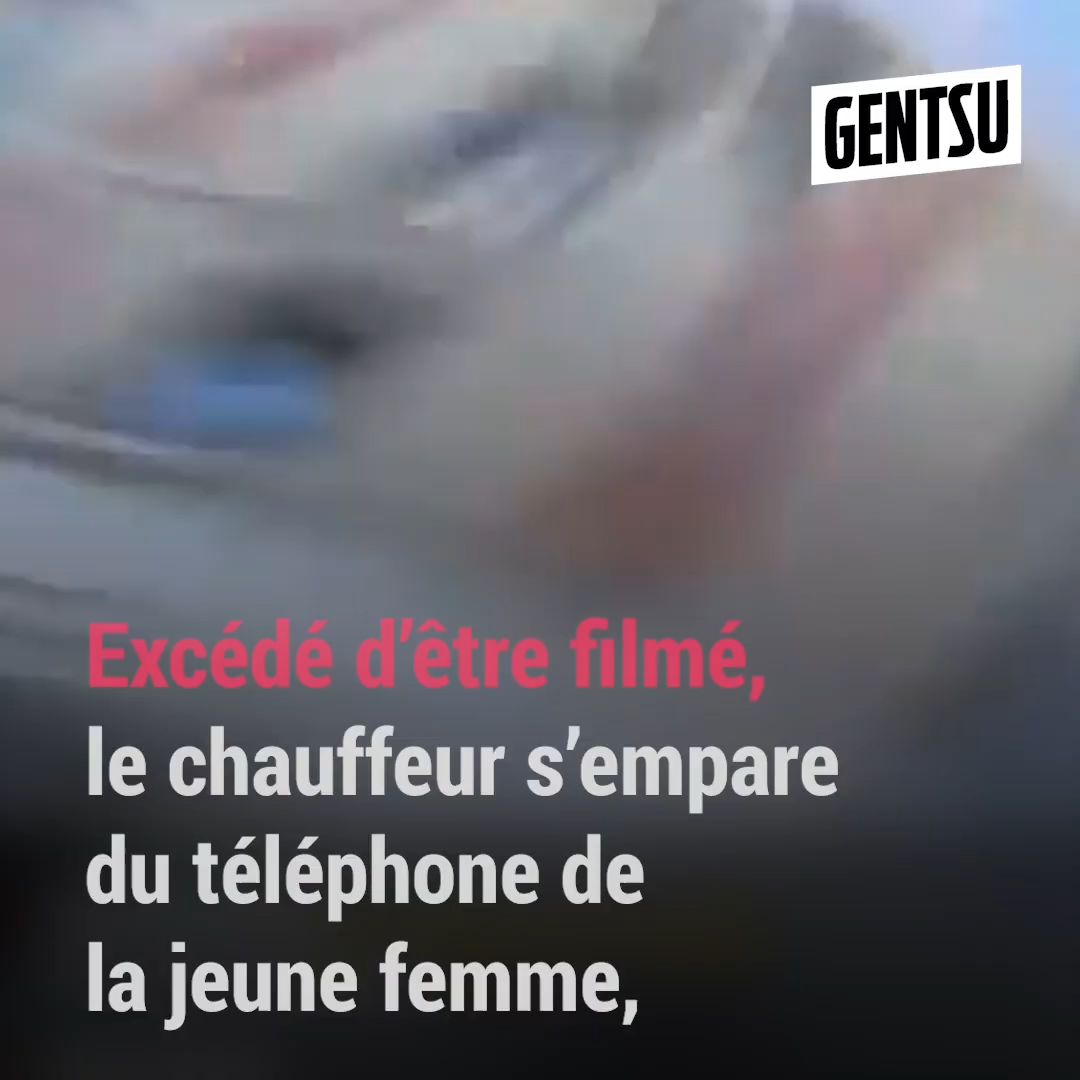 GENTSU
Excédé d’être filmé,
le chauffeur s’empare
du téléphone de
la jeune femme,